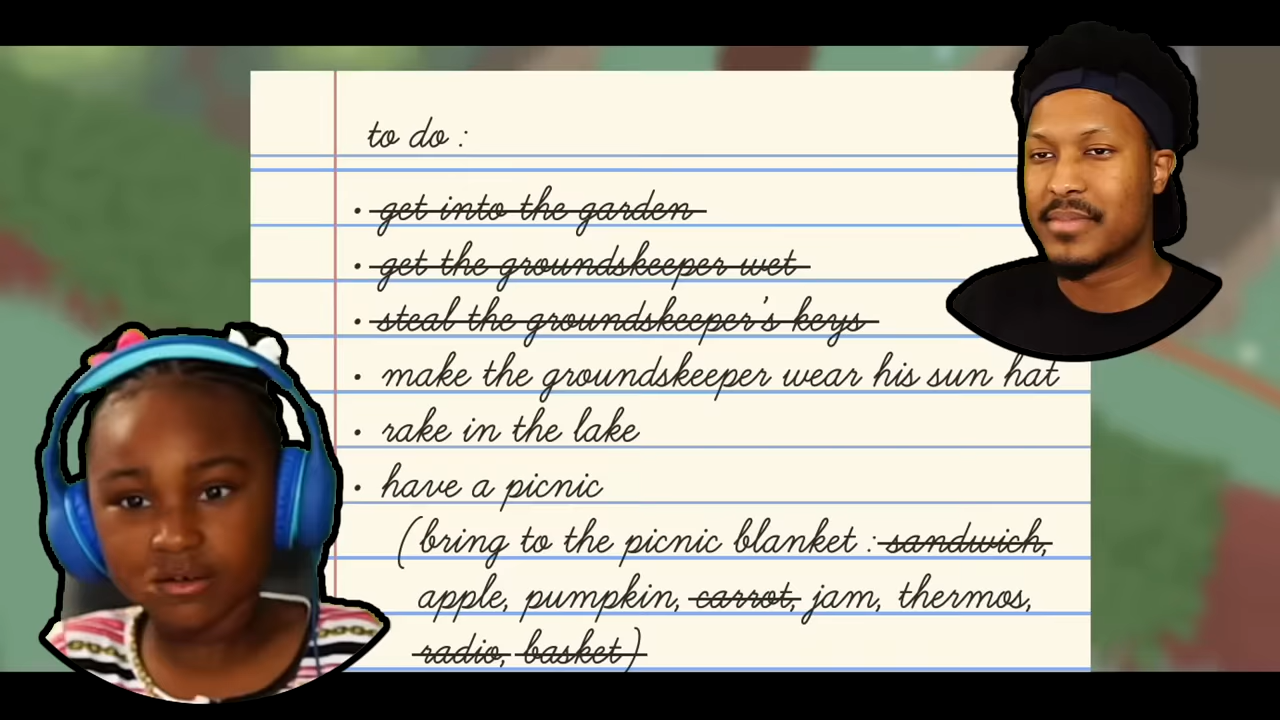 to do :
• get into the garden
• get the groundskeeper wet
• steal the groundskeeper's keys
• make the groundskeeper wear his sun hat
• rake in the lake
• have a picnic
(bring to the picnic blanket : sandwich,
apple, pumpkin, carrot, jam, thermos,
radio, basket)